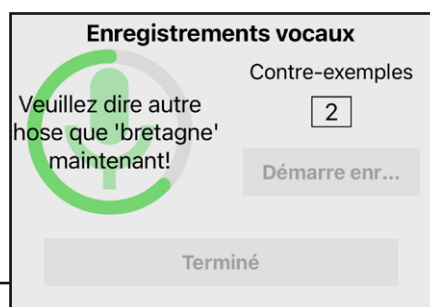 Enregistrements vocaux
Contre-exemples
2
Veuillez dire autre
hose que 'bretagne'
maintenant!
Démarre enr...
Terminé